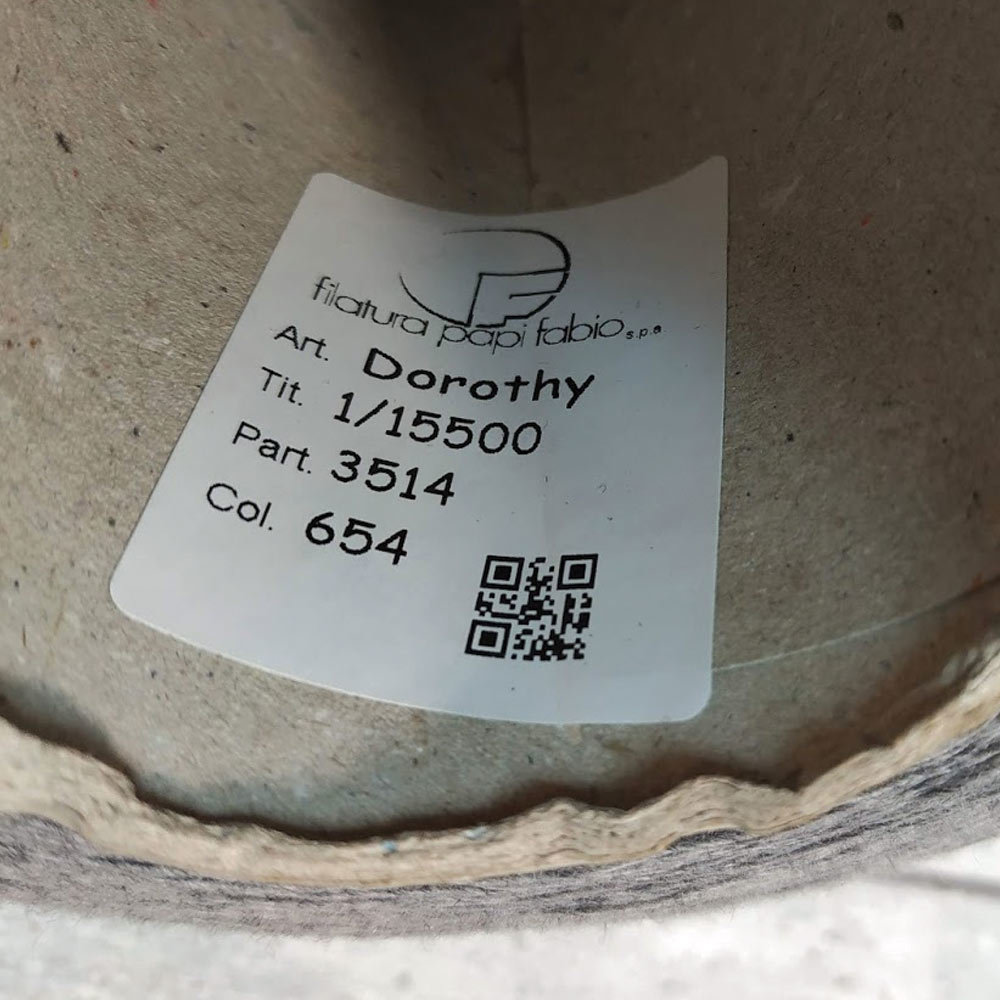 filatura papi fabio s.p.a
Art. Dorothy
Tit. 1/15500
Part. 3514
Col. 654